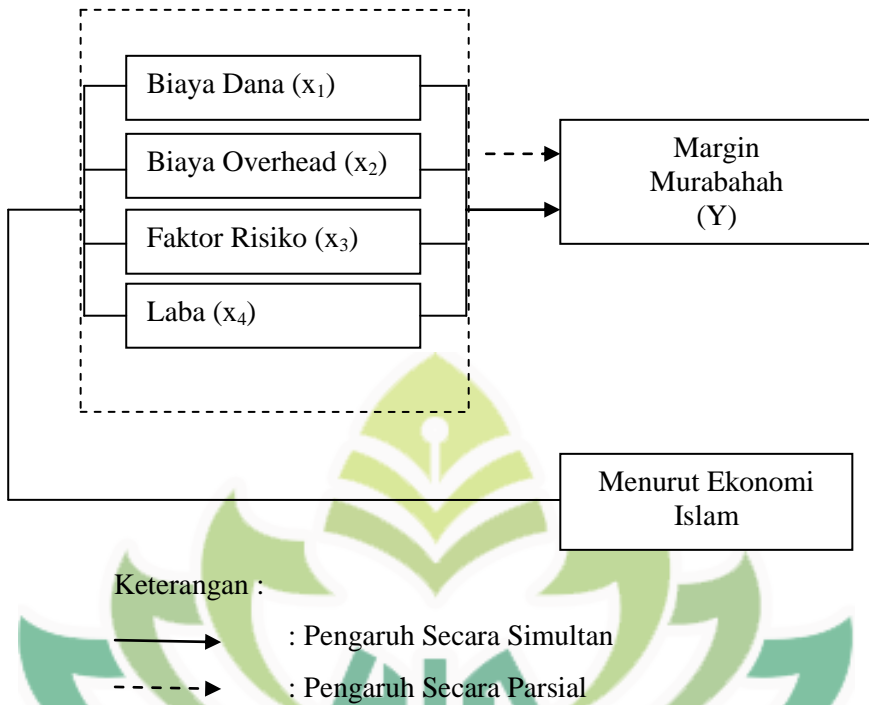 Biaya Dana (x₁)
Biaya Overhead (x₂)
Faktor Risiko (x₃)
Laba (x₄)
Margin
Murabahah
(Y)
Menurut Ekonomi
Islam
Keterangan :
: Pengaruh Secara Simultan
: Pengaruh Secara Parsial